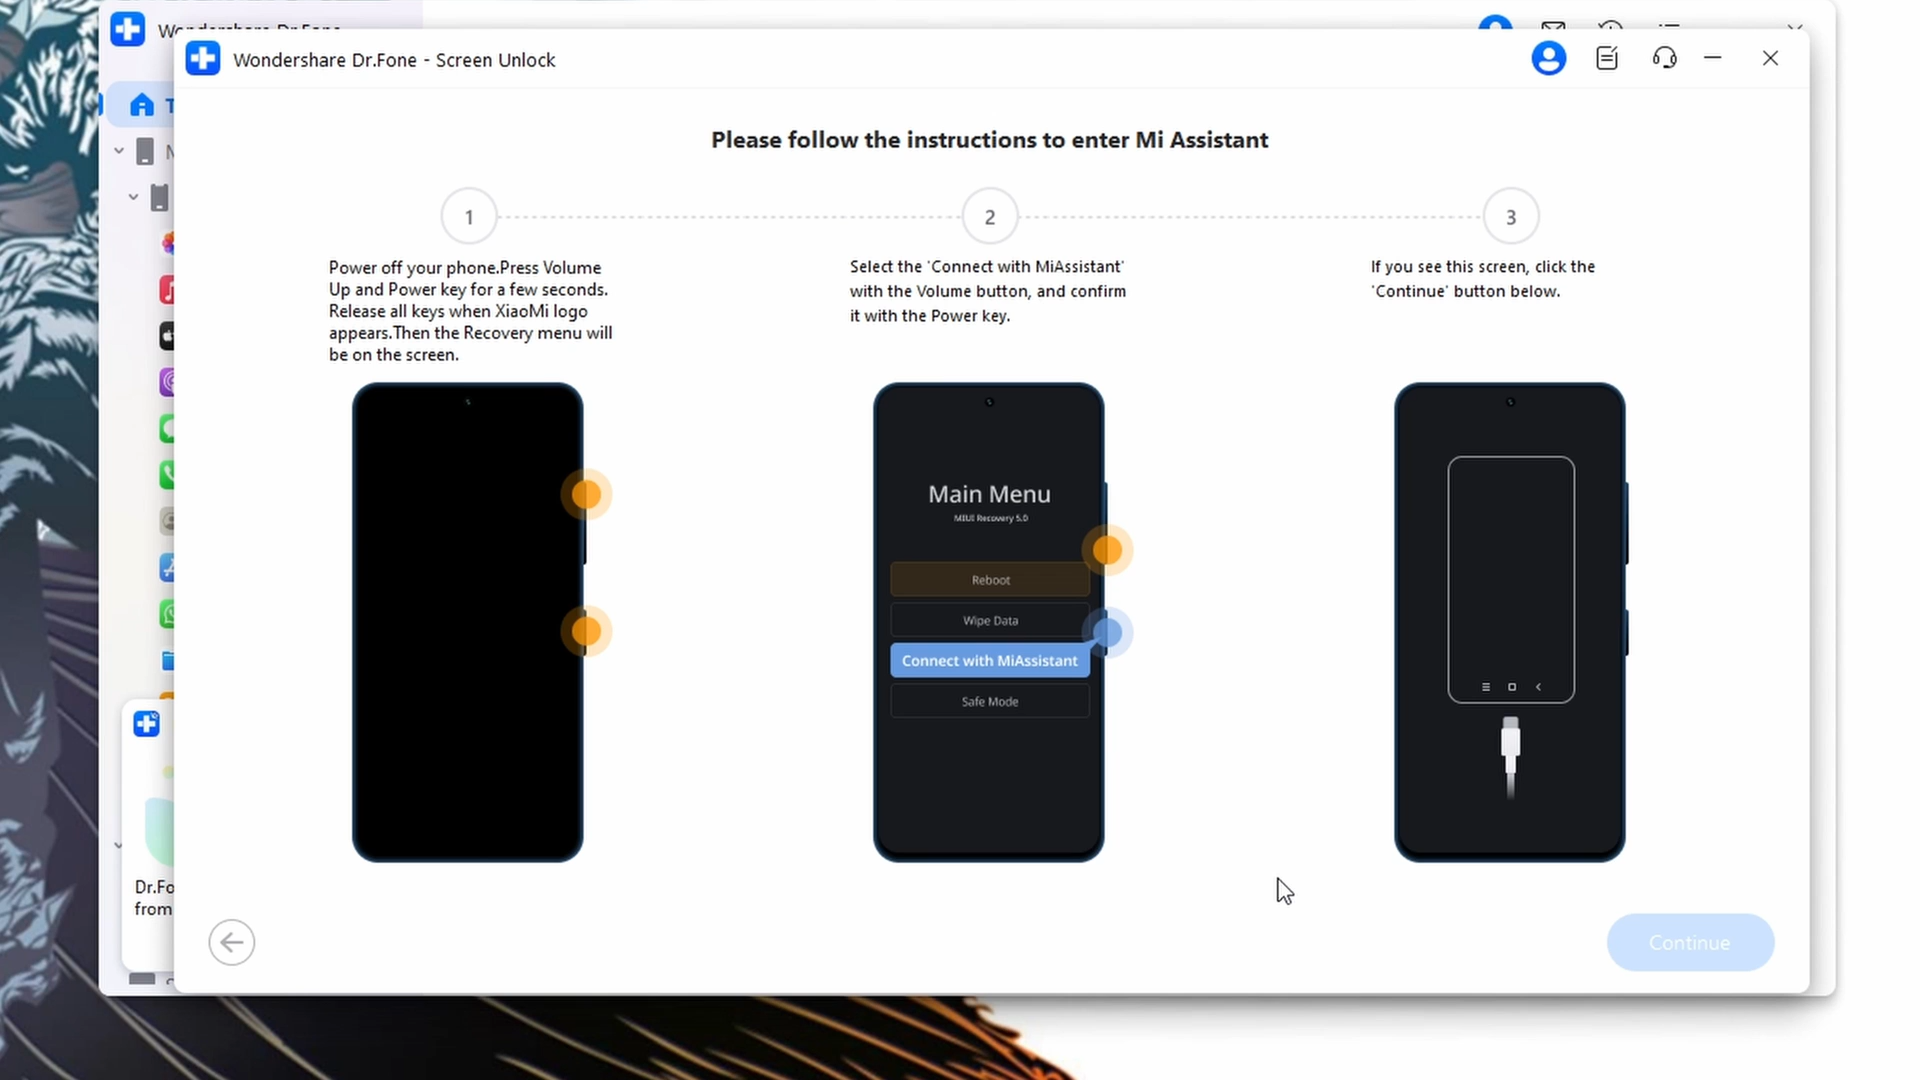 Wondershare Dr.Fone - Screen Unlock
Please follow the instructions to enter Mi Assistant
1
2
3
Power off your phone.Press Volume
Up and Power key for a few seconds.
Release all keys when XiaoMi logo
appears.Then the Recovery menu will
be on the screen.
Select the 'Connect with MiAssistant'
with the Volume button, and confirm
it with the Power key.
If you see this screen, click the
'Continue' button below.
Main Menu
MIUI Recovery 5.0
Reboot
Wipe Data
Connect with MiAssistant
Safe Mode
Dr.Fo
from
Continue